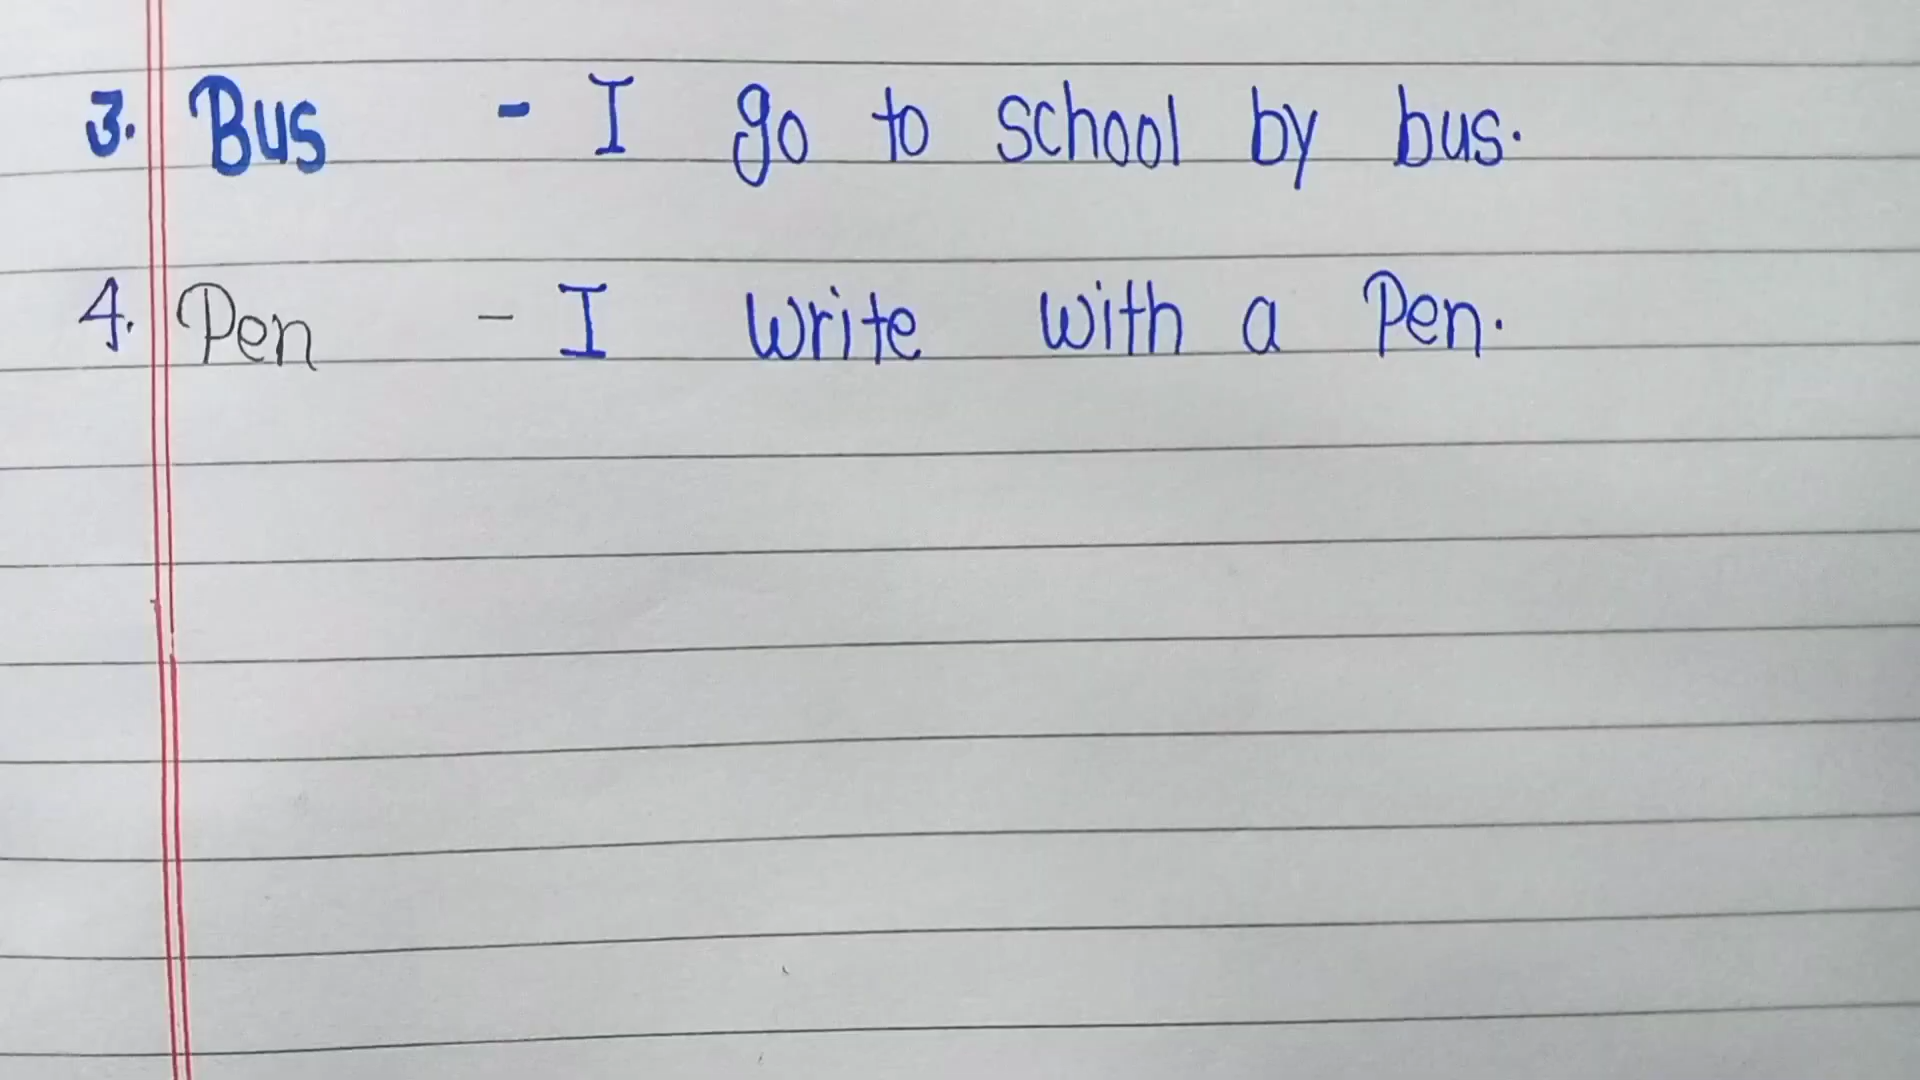 3. Bus - I go to school by bus.
4. Pen - I write with a Pen.